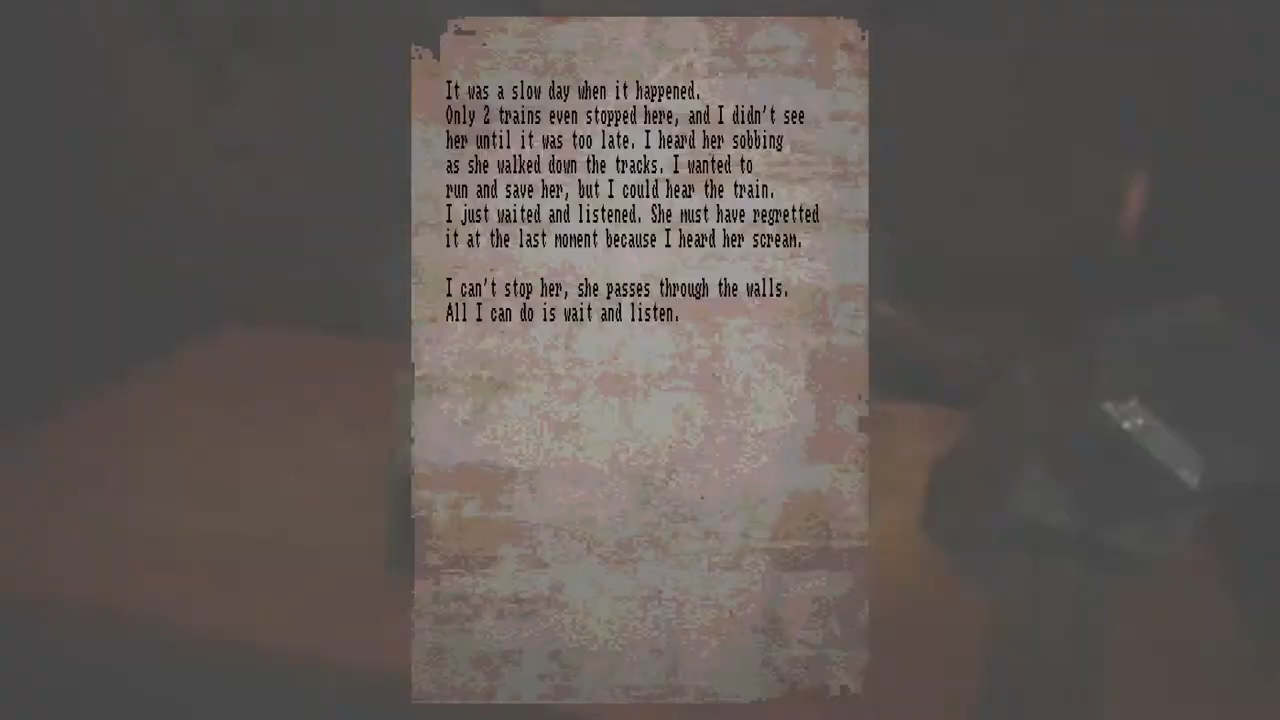 It was a slow day when it happened.
Only 2 trains even stopped here, and I didn't see
her until it was too late. I heard her sobbing
as she walked down the tracks. I wanted to
run and save her, but I could hear the train.
I just waited and listened. She must have regretted
it at the last moment because I heard her scream.
I can't stop her, she passes through the walls.
All I can do is wait and listen.